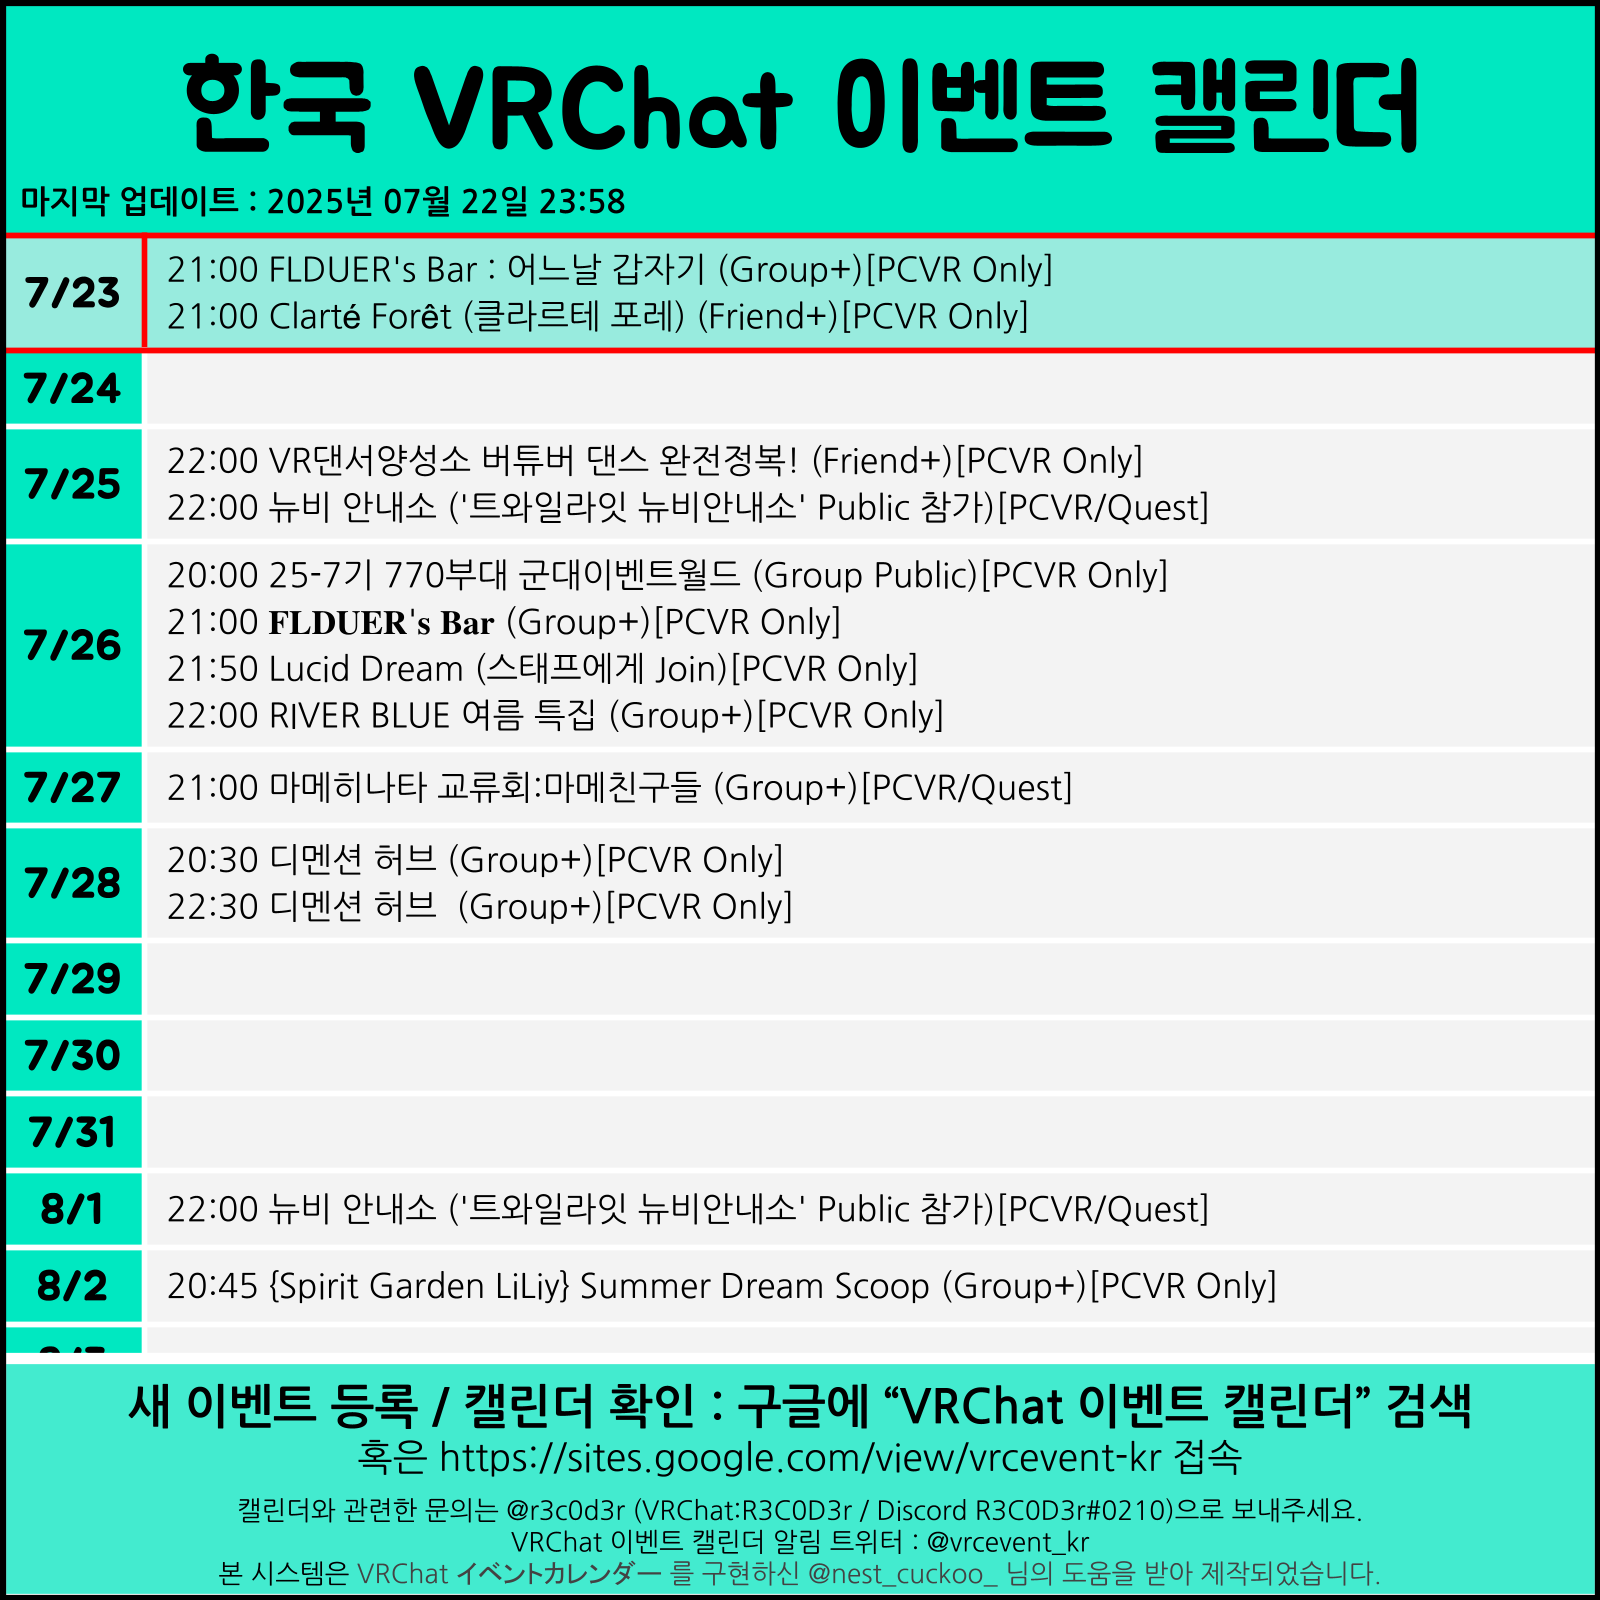 한국 VRChat 이벤트 캘린더
마지막 업데이트 : 2025년 07월 22일 23:58
7/23
21:00 FLDUER's Bar : 어느날 갑자기 (Group+)[PCVR Only]
21:00 Clarté Forêt (클라르테 포레) (Friend+)[PCVR Only]
7/24
7/25
22:00 VR댄서양성소 버튜버 댄스 완전정복! (Friend+)[PCVR Only]
22:00 뉴비 안내소 ('트와일라잇 뉴비안내소' Public 참가)[PCVR/Quest]
7/26
20:00 25-7기 770부대 군대이벤트월드 (Group Public)[PCVR Only]
21:00 FLDUER's Bar (Group+)[PCVR Only]
21:50 Lucid Dream (스태프에게 Join)[PCVR Only]
22:00 RIVER BLUE 여름 특집 (Group+)[PCVR Only]
7/27
21:00 마메히나타 교류회:마메친구들 (Group+)[PCVR/Quest]
7/28
20:30 디멘션 허브 (Group+)[PCVR Only]
22:30 디멘션 허브  (Group+)[PCVR Only]
7/29
7/30
7/31
8/1
22:00 뉴비 안내소 ('트와일라잇 뉴비안내소' Public 참가)[PCVR/Quest]
8/2
20:45 {Spirit Garden LiLiy} Summer Dream Scoop (Group+)[PCVR Only]
새 이벤트 등록 / 캘린더 확인 : 구글에 “VRChat 이벤트 캘린더” 검색
혹은 https://sites.google.com/view/vrcevent-kr 접속
캘린더와 관련한 문의는 @r3c0d3r (VRChat:R3C0D3r / Discord R3C0D3r#0210)으로 보내주세요.
VRChat 이벤트 캘린더 알림 트위터 : @vrcevent_kr
본 시스템은 VRChat イベントカレンダー 를 구현하신 @nest_cuckoo_ 님의 도움을 받아 제작되었습니다.